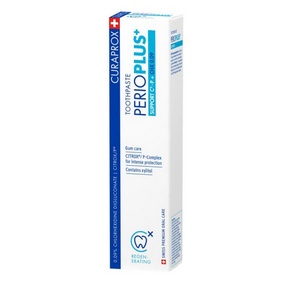 CURAPROX
TOOTHPASTE
PERIOPLUS+
SUPPORT
Gum care
CITROX®/ P-Complex
for intense protection
Contains xylitol
0.09% CHLORHEXIDINE DIGLUCONATE | CITROX/P®
REGEN-
ERATING
SWISS PREMIUM ORAL CARE